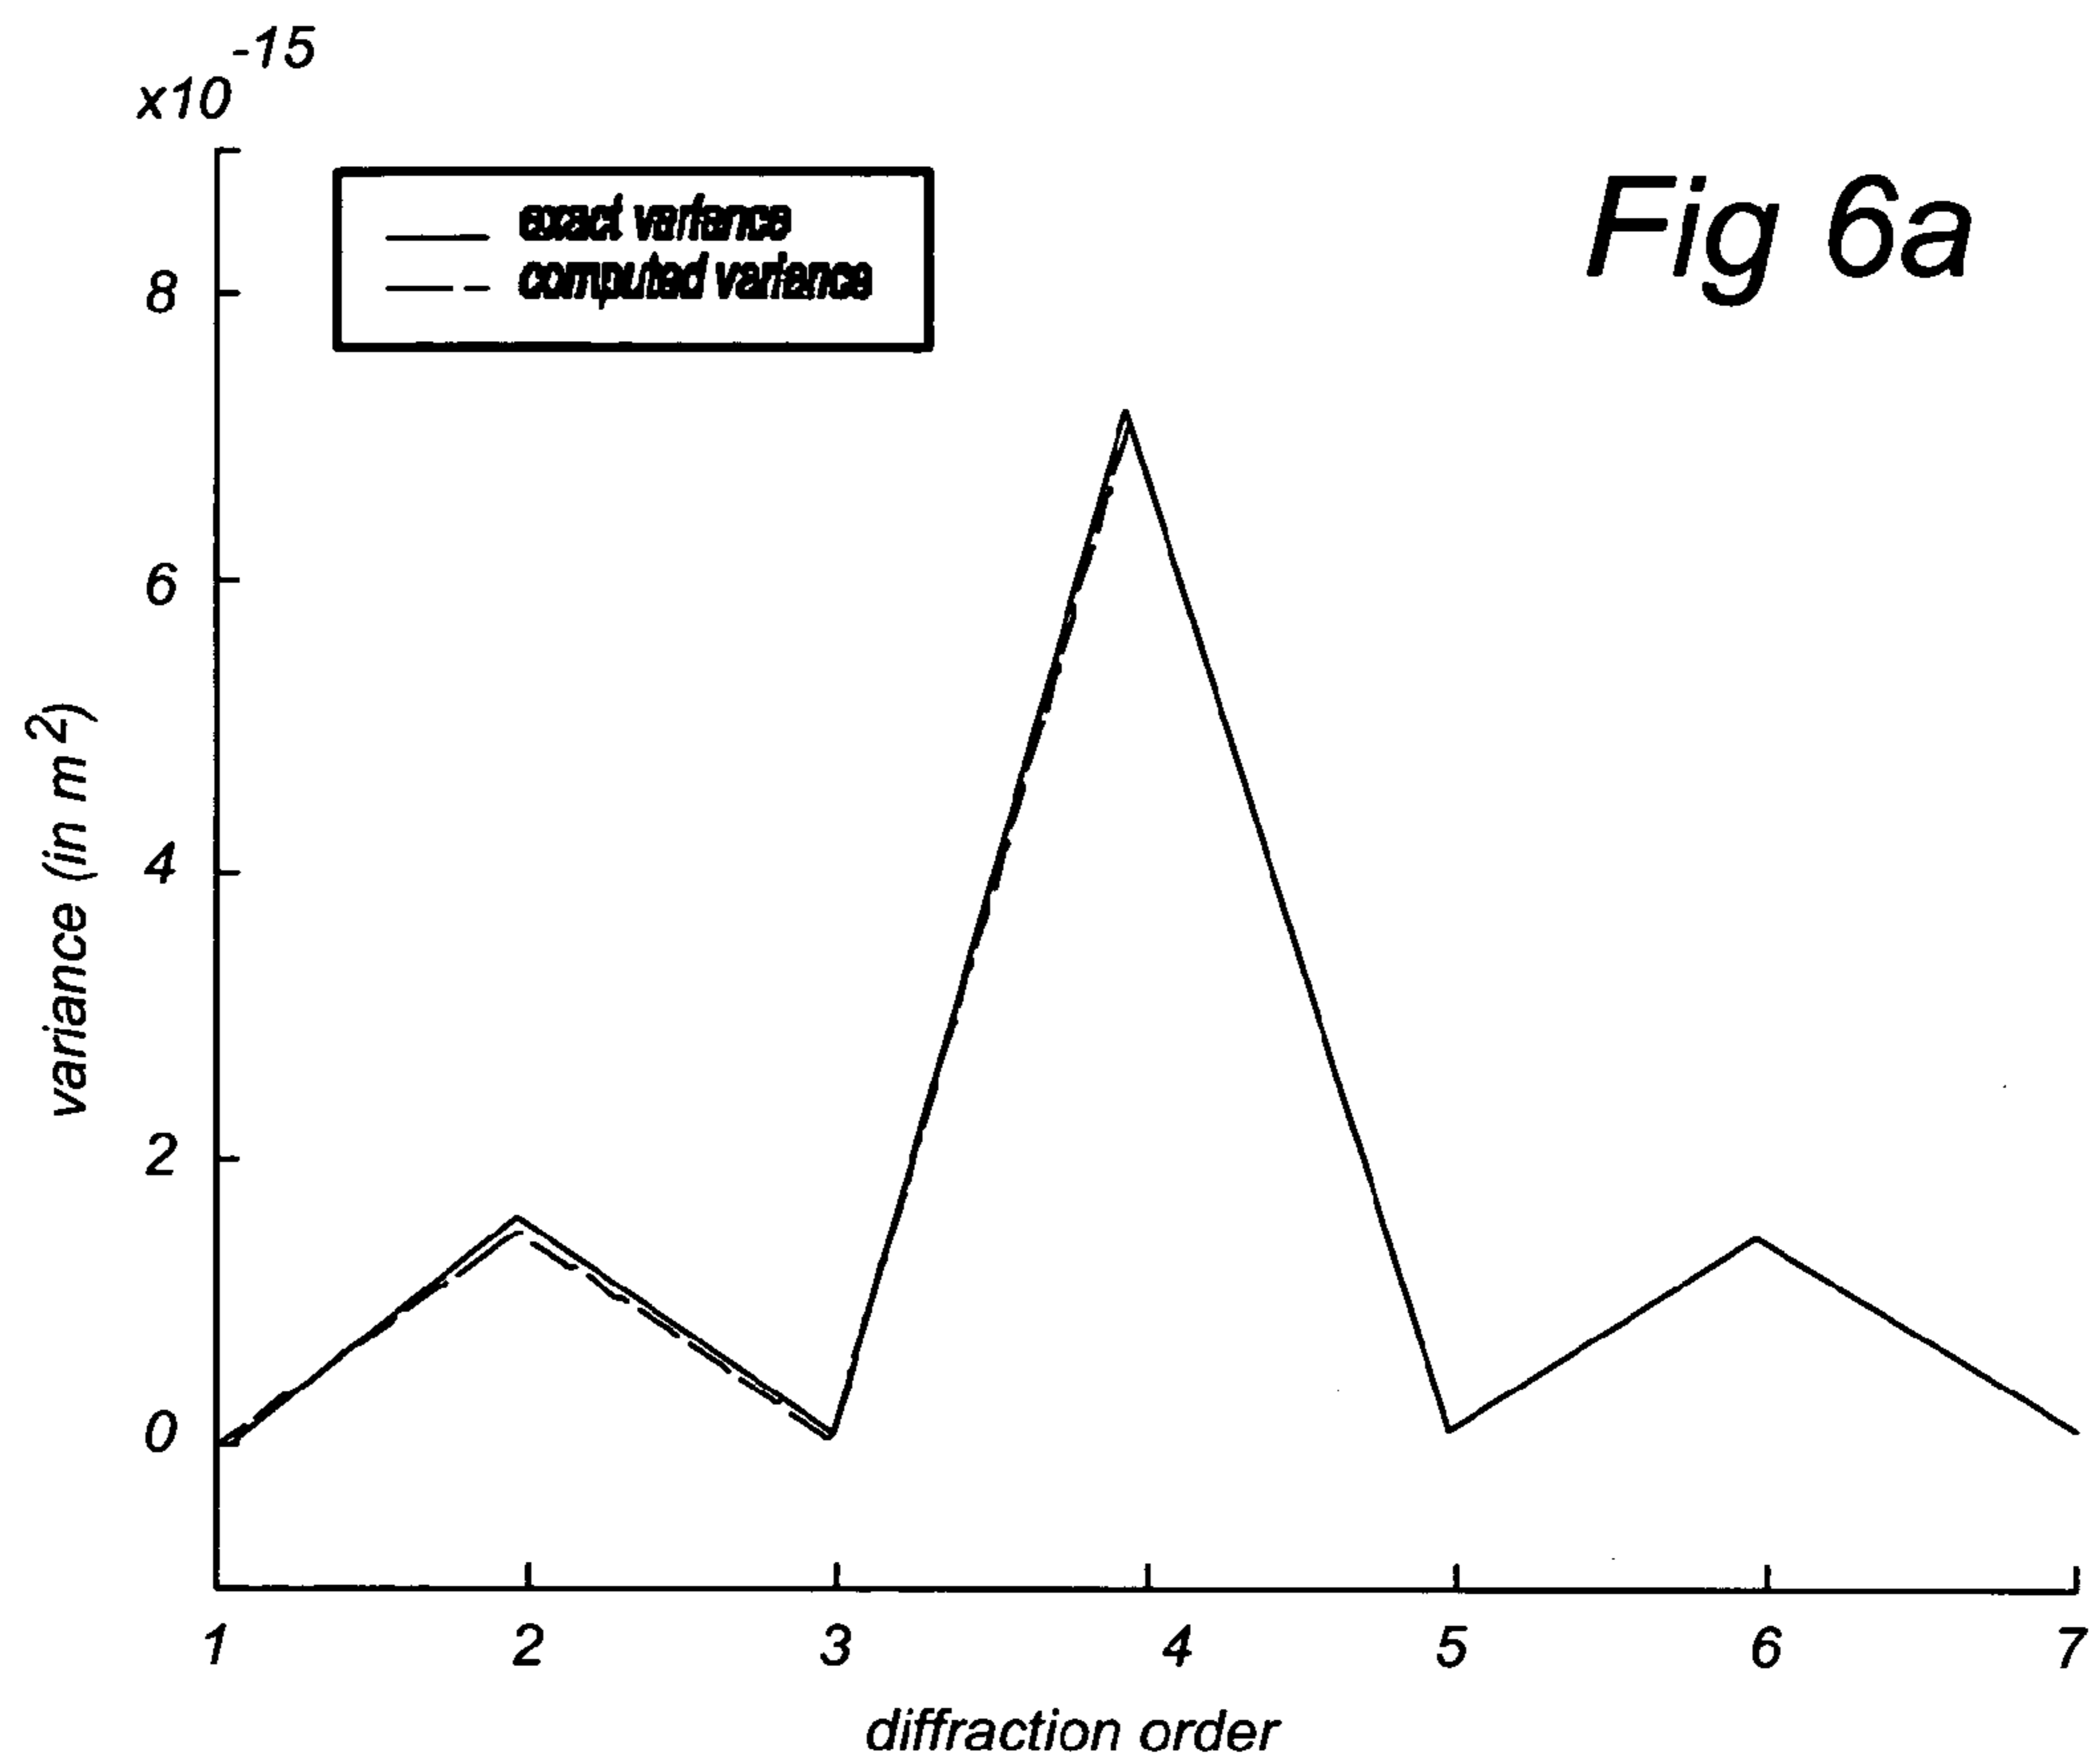 x10^-15
Fig 6a
exact variance
computed variance
8
6
4
2
0
variance (in m²)
1 2 3 4 5 6 7
diffraction order